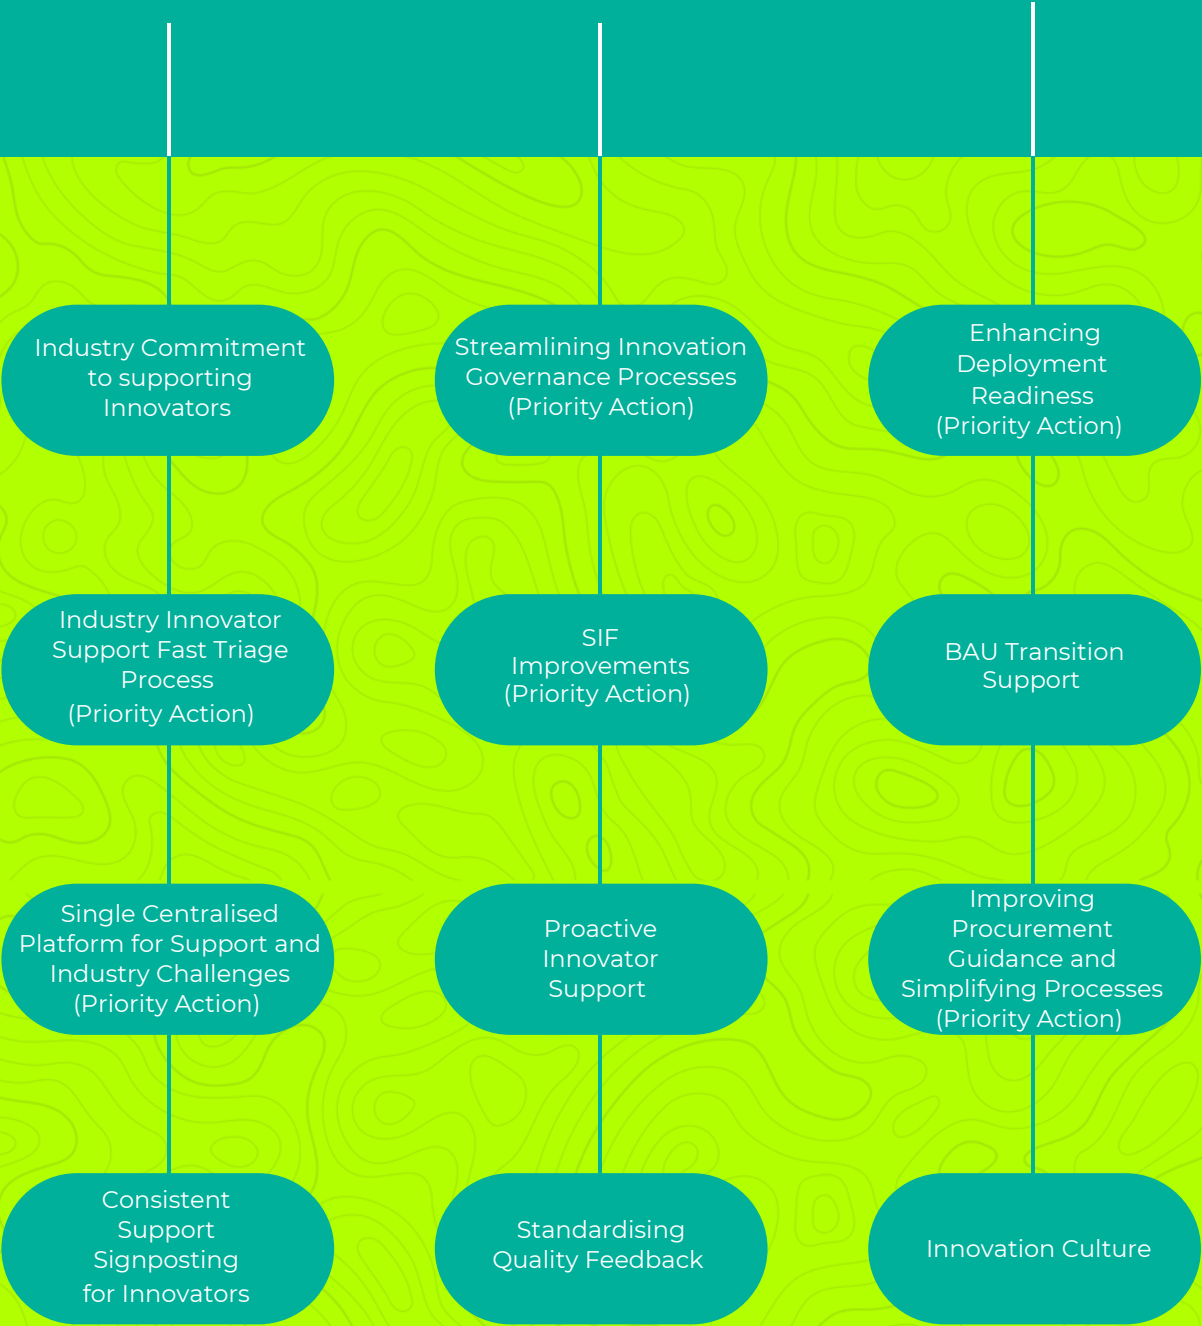 Industry Commitment
to supporting
Innovators
Streamlining Innovation
Governance Processes
(Priority Action)
Enhancing
Deployment
Readiness
(Priority Action)
Industry Innovator
Support Fast Triage
Process
(Priority Action)
SIF
Improvements
(Priority Action)
BAU Transition
Support
Single Centralised
Platform for Support and
Industry Challenges
(Priority Action)
Proactive
Innovator
Support
Improving
Procurement
Guidance and
Simplifying Processes
(Priority Action)
Consistent
Support
Signposting
for Innovators
Standardising
Quality Feedback
Innovation Culture